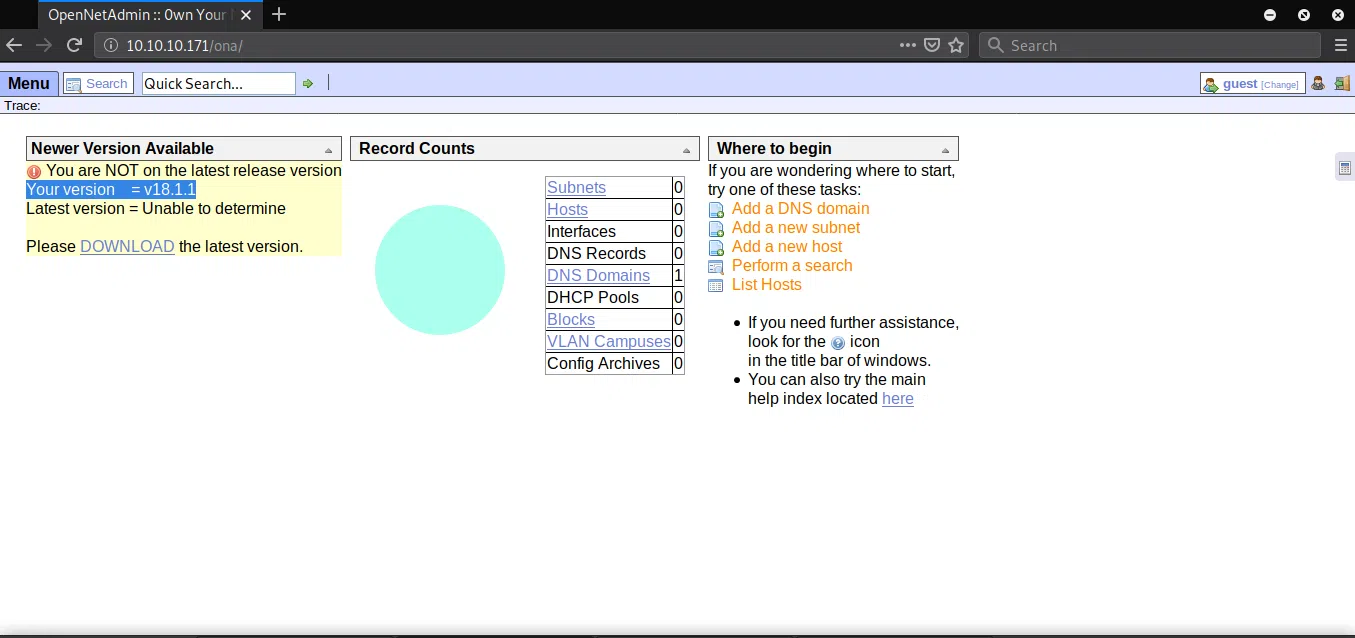 OpenNetAdmin :: 0wn Your
10.10.10.171/ona/
Search
Menu
Search
Quick Search...
guest [Change]
Trace:
Newer Version Available
You are NOT on the latest release version
Your version = v18.1.1
Latest version = Unable to determine
Please DOWNLOAD the latest version.
Record Counts
Subnets 0
Hosts 0
Interfaces 0
DNS Records 0
DNS Domains 1
DHCP Pools 0
Blocks 0
VLAN Campuses 0
Config Archives 0
Where to begin
If you are wondering where to start,
try one of these tasks:
Add a DNS domain
Add a new subnet
Add a new host
Perform a search
List Hosts
• If you need further assistance,
look for the ? icon
in the title bar of windows.
• You can also try the main
help index located here